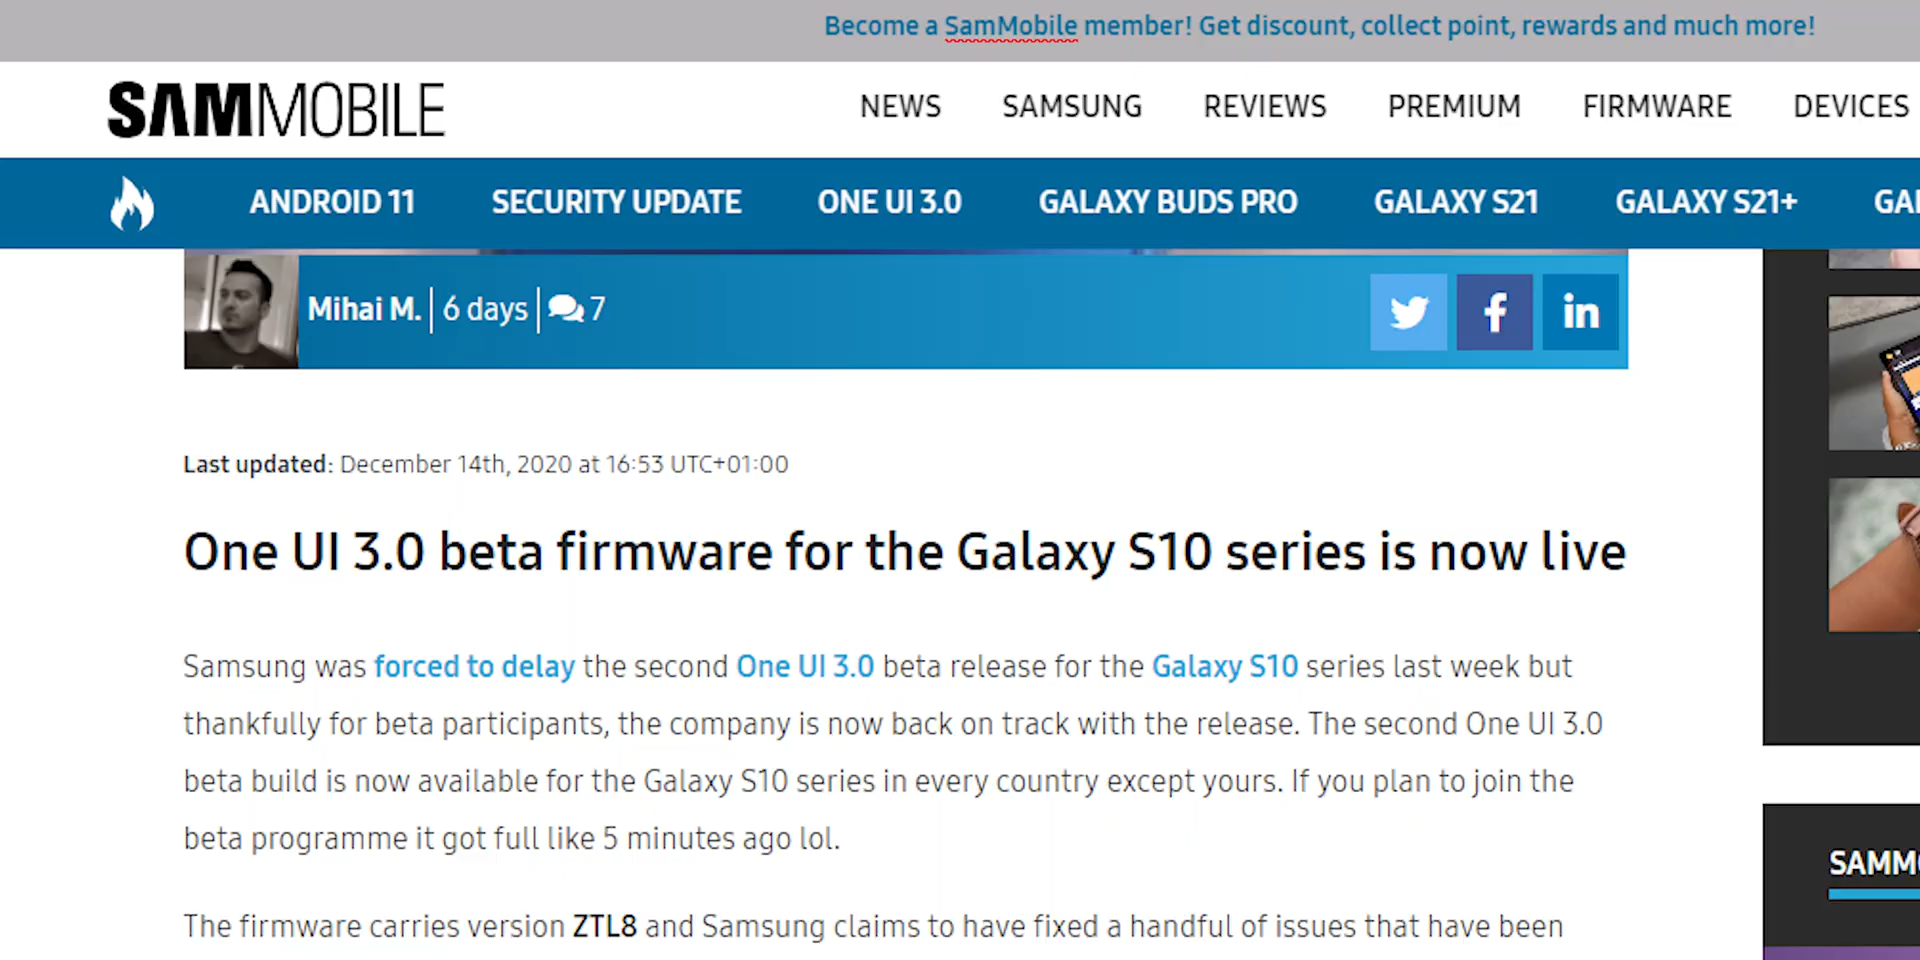 Become a SamMobile member! Get discount, collect point, rewards and much more!
SAMMOBILE
NEWS SAMSUNG REVIEWS PREMIUM FIRMWARE DEVICES
ANDROID 11 SECURITY UPDATE ONE UI 3.0 GALAXY BUDS PRO GALAXY S21 GALAXY S21+
Mihai M. 6 days 7
Last updated: December 14th, 2020 at 16:53 UTC+01:00
One UI 3.0 beta firmware for the Galaxy S10 series is now live
Samsung was forced to delay the second One UI 3.0 beta release for the Galaxy S10 series last week but
thankfully for beta participants, the company is now back on track with the release. The second One UI 3.0
beta build is now available for the Galaxy S10 series in every country except yours. If you plan to join the
beta programme it got full like 5 minutes ago lol.
The firmware carries version ZTL8 and Samsung claims to have fixed a handful of issues that have been